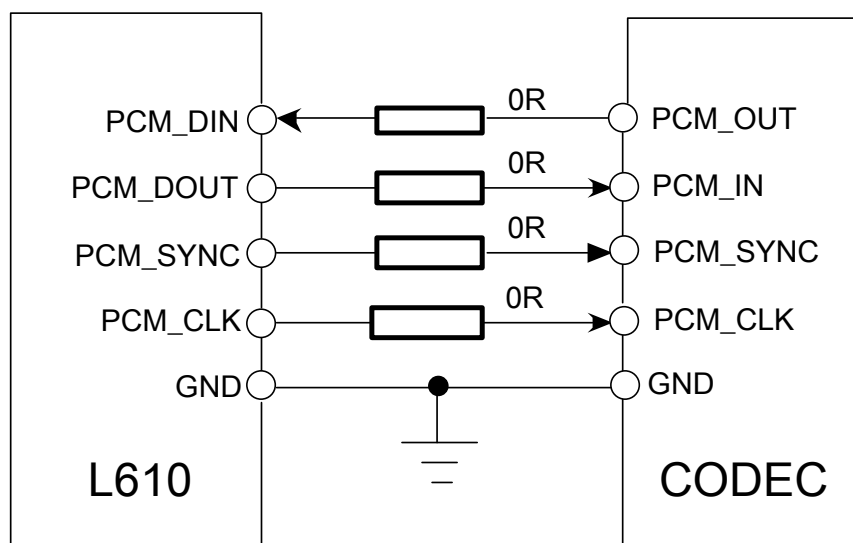 0R
PCM_DIN PCM_OUT
0R
PCM_DOUT PCM_IN
0R
PCM_SYNC PCM_SYNC
0R
PCM_CLK PCM_CLK
GND GND
L610 CODEC